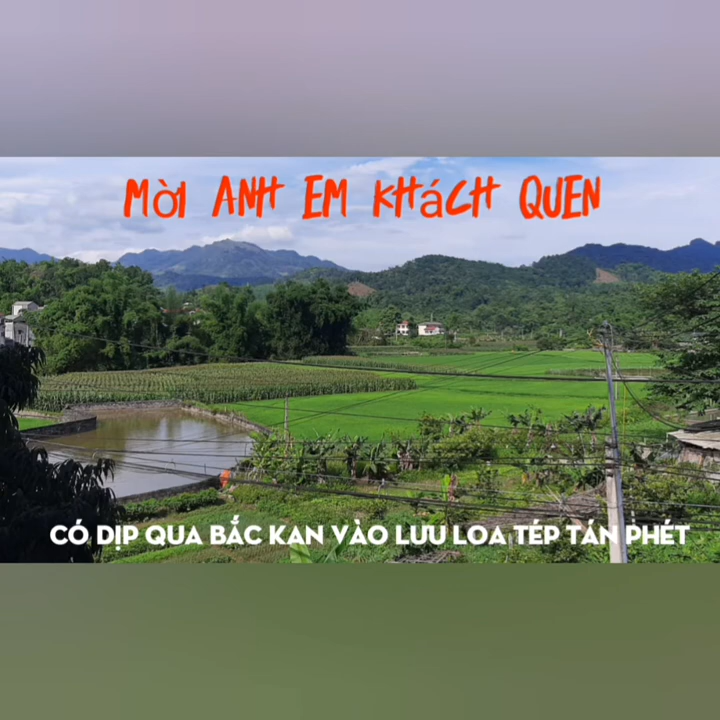 Mời ANH EM KHáCH QUEN
CÓ DỊP QUA BẮC KAN VÀO LƯU LOA TÉP TÁN PHÉT